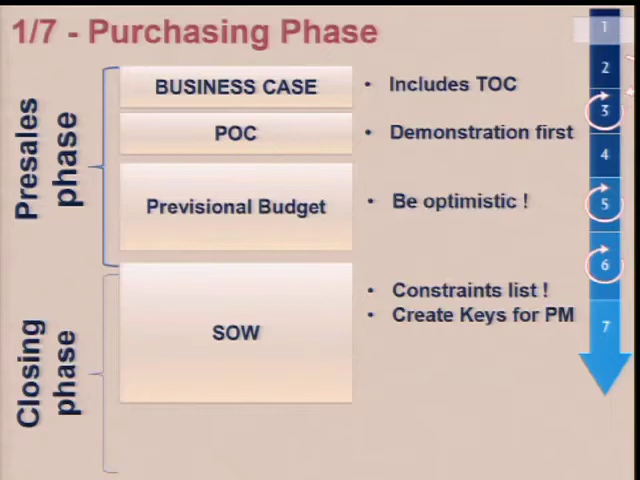 1/7 - Purchasing Phase
Presales phase
BUSINESS CASE
• Includes TOC
POC
• Demonstration first
Previsional Budget
• Be optimistic !
Closing phase
SOW
• Constraints list !
• Create Keys for PM
1
2
3
4
5
6
7